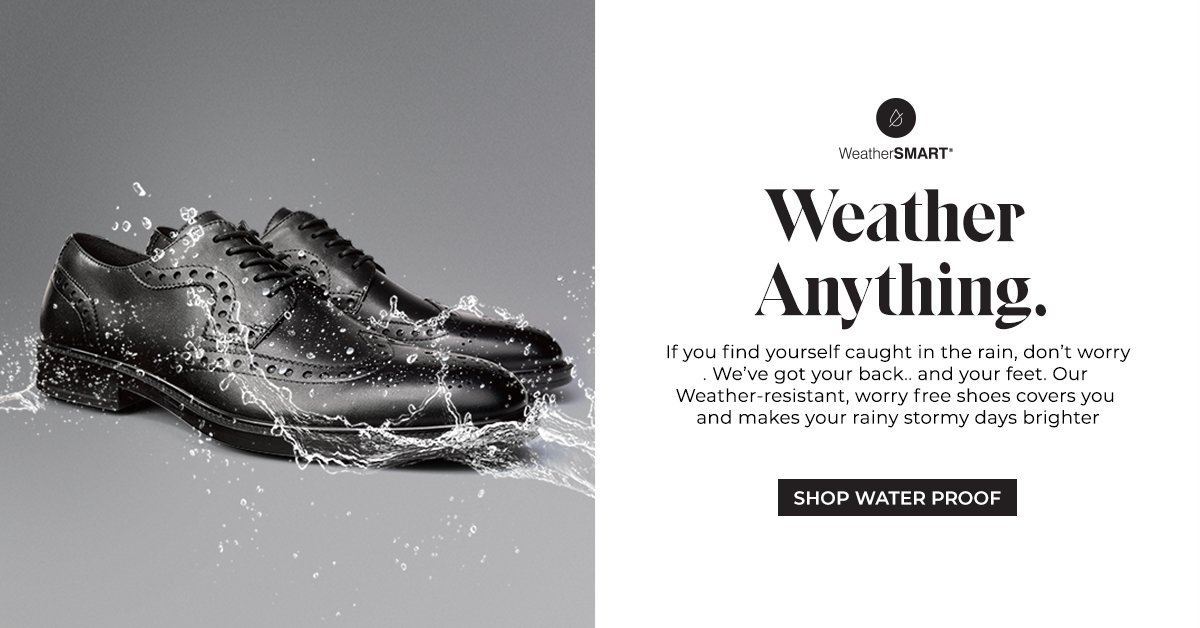 WeatherSMART®
Weather
Anything.
If you find yourself caught in the rain, don’t worry
. We’ve got your back.. and your feet. Our
Weather-resistant, worry free shoes covers you
and makes your rainy stormy days brighter
SHOP WATER PROOF